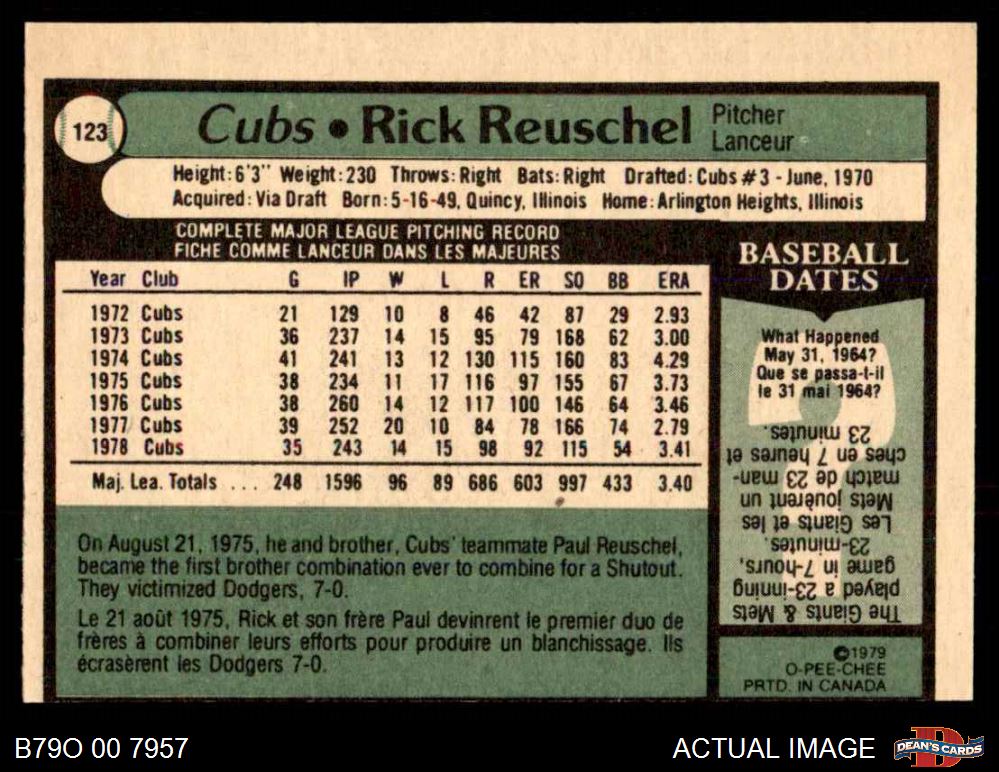 123
Cubs • Rick Reuschel
Pitcher
Lanceur
Height: 6'3" Weight: 230 Throws: Right Bats: Right Drafted: Cubs #3 - June, 1970
Acquired: Via Draft Born: 5-16-49, Quincy, Illinois Home: Arlington Heights, Illinois
COMPLETE MAJOR LEAGUE PITCHING RECORD
FICHE COMME LANCEUR DANS LES MAJEURES
Year Club G IP W L R ER SO BB ERA
1972 Cubs 21 129 10 8 46 42 87 29 2.93
1973 Cubs 36 237 14 15 95 79 168 62 3.00
1974 Cubs 41 241 13 12 130 115 160 83 4.29
1975 Cubs 38 234 11 17 116 97 155 67 3.73
1976 Cubs 38 260 14 12 117 100 146 64 3.46
1977 Cubs 39 252 20 10 84 78 166 74 2.79
1978 Cubs 35 243 14 15 98 92 115 54 3.41
Maj. Lea. Totals ... 248 1596 96 89 686 603 997 433 3.40
On August 21, 1975, he and brother, Cubs' teammate Paul Reuschel,
became the first brother combination ever to combine for a Shutout.
They victimized Dodgers, 7-0.
Le 21 août 1975, Rick et son frère Paul devinrent le premier duo de
frères à combiner leurs efforts pour produire un blanchissage. Ils
écrasèrent les Dodgers 7-0.
BASEBALL
DATES
What Happened
May 31, 1964?
Que se passa-t-il
le 31 mai 1964?
The Giants & Mets
played a 23-inning
game in 7-hours,
23-minutes.
Les Giants et les
Mets jouèrent un
match de 23 man-
ches en 7 heures et
23 minutes.
©1979
O-PEE-CHEE
PRTD. IN CANADA
B79O 00 7957
ACTUAL IMAGE
D
DEAN'S CARDS